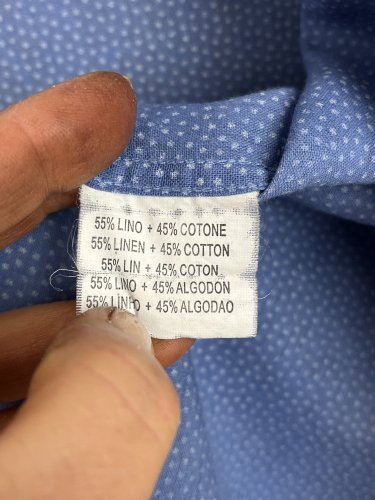 55% LINO + 45% COTONE
55% LINEN + 45% COTTON
55% LIN + 45% COTON
55% LINO + 45% ALGODON
55% LINHO + 45% ALGODAO